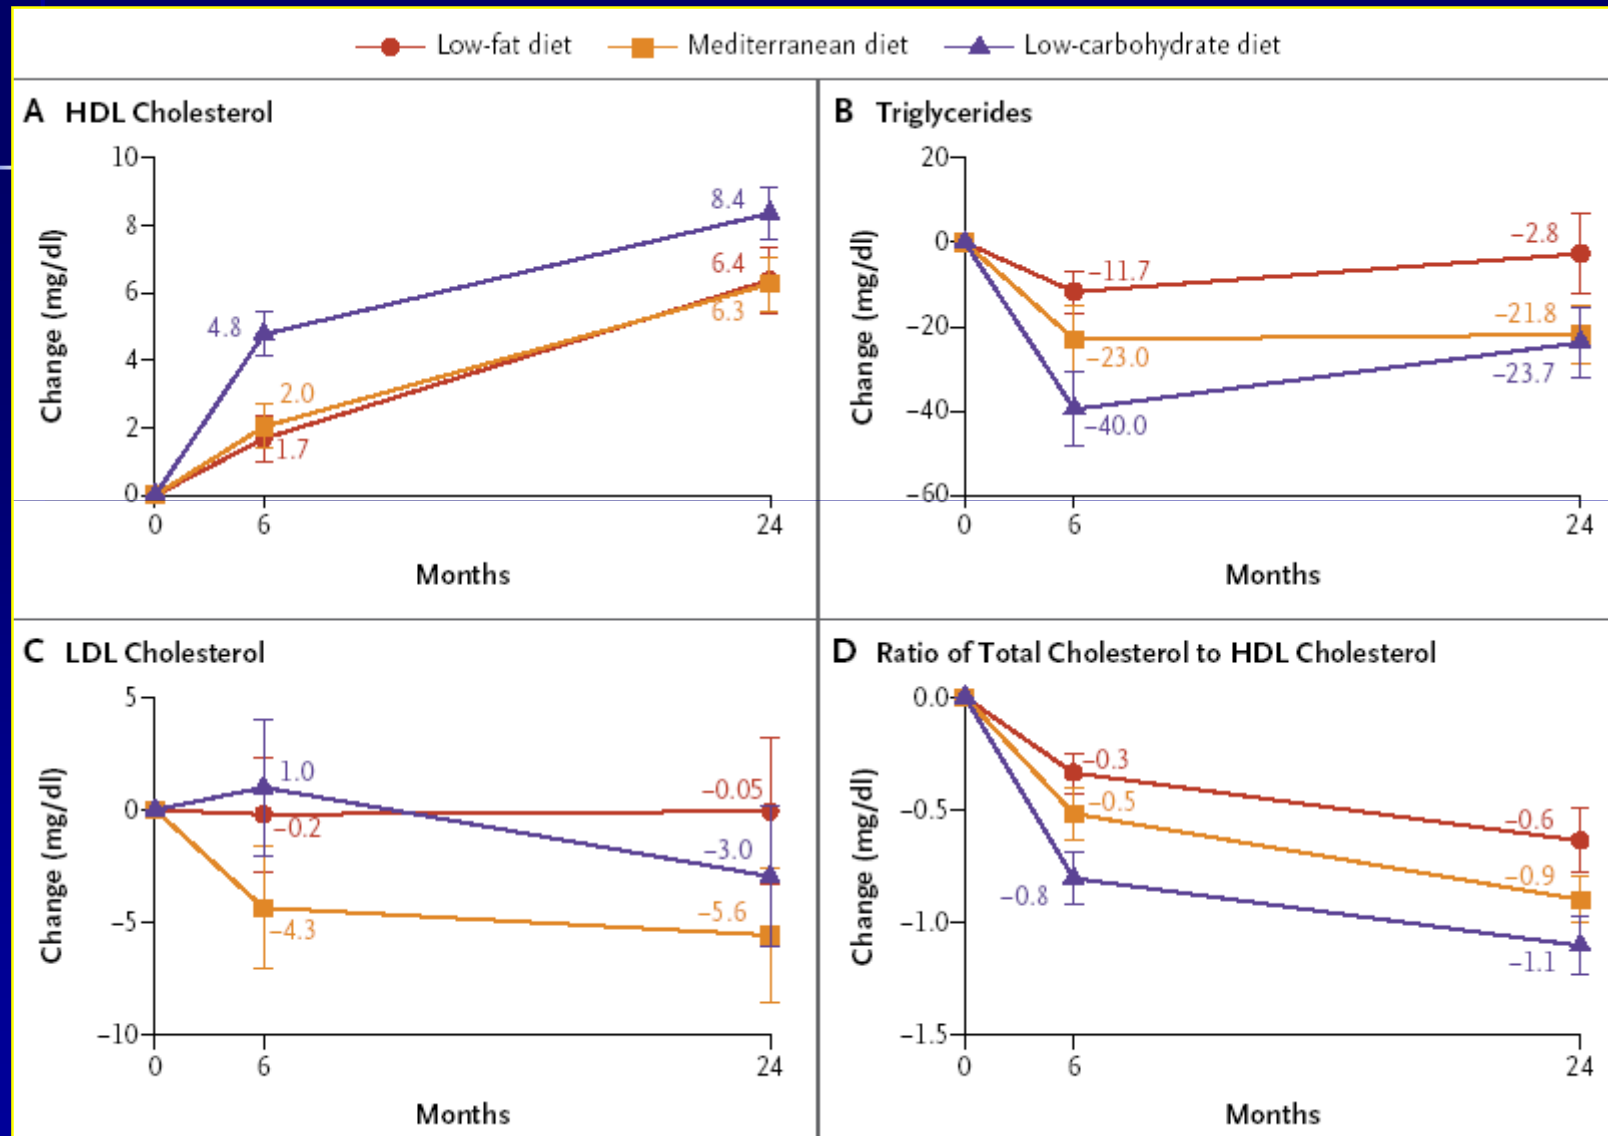 Low-fat diet Mediterranean diet Low-carbohydrate diet
A HDL Cholesterol
10
8
6
4
2
0
Change (mg/dl)
4.8
2.0
1.7
8.4
6.4
6.3
0 6 24
Months
B Triglycerides
20
0
−20
−40
−60
Change (mg/dl)
−11.7
−23.0
−40.0
−2.8
−21.8
−23.7
0 6 24
Months
C LDL Cholesterol
5
0
−5
−10
Change (mg/dl)
1.0
−0.2
−4.3
−0.05
−3.0
−5.6
0 6 24
Months
D Ratio of Total Cholesterol to HDL Cholesterol
0.0
−0.5
−1.0
−1.5
Change (mg/dl)
−0.3
−0.5
−0.8
−0.6
−0.9
−1.1
0 6 24
Months